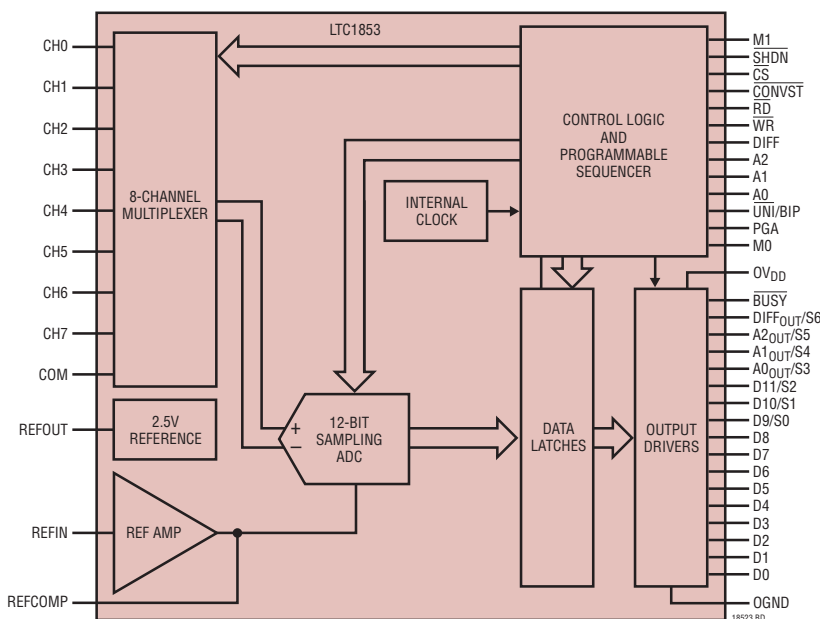 LTC1853
CH0
CH1
CH2
CH3
CH4
CH5
CH6
CH7
COM
REFOUT
REFIN
REFCOMP
8-CHANNEL
MULTIPLEXER
2.5V
REFERENCE
REF AMP
INTERNAL
CLOCK
12-BIT
SAMPLING
ADC
+
–
CONTROL LOGIC
AND
PROGRAMMABLE
SEQUENCER
DATA
LATCHES
OUTPUT
DRIVERS
M1
SHDN
CS
CONVST
RD
WR
DIFF
A2
A1
A0
UNI/BIP
PGA
M0
OVDD
BUSY
DIFFOUT/S6
A2OUT/S5
A1OUT/S4
A0OUT/S3
D11/S2
D10/S1
D9/S0
D8
D7
D6
D5
D4
D3
D2
D1
D0
OGND
18523 BD